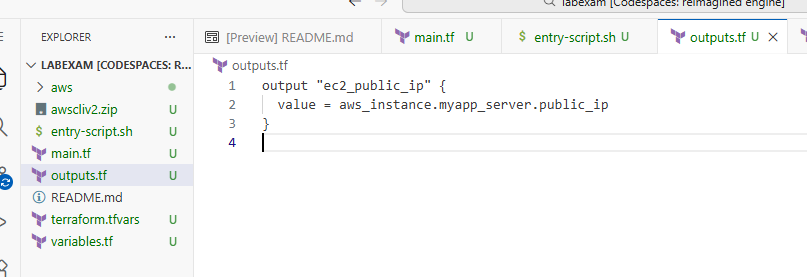 labexam [Codespaces: reimagined engine]
EXPLORER ···
[Preview] README.md
main.tf U
$ entry-script.sh U
outputs.tf U ×
LABEXAM [CODESPACES: R...
> aws
awscliv2.zip U
$ entry-script.sh U
main.tf U
outputs.tf U
README.md
terraform.tfvars U
variables.tf U
outputs.tf
1 output "ec2_public_ip" {
2 value = aws_instance.myapp_server.public_ip
3 }
4